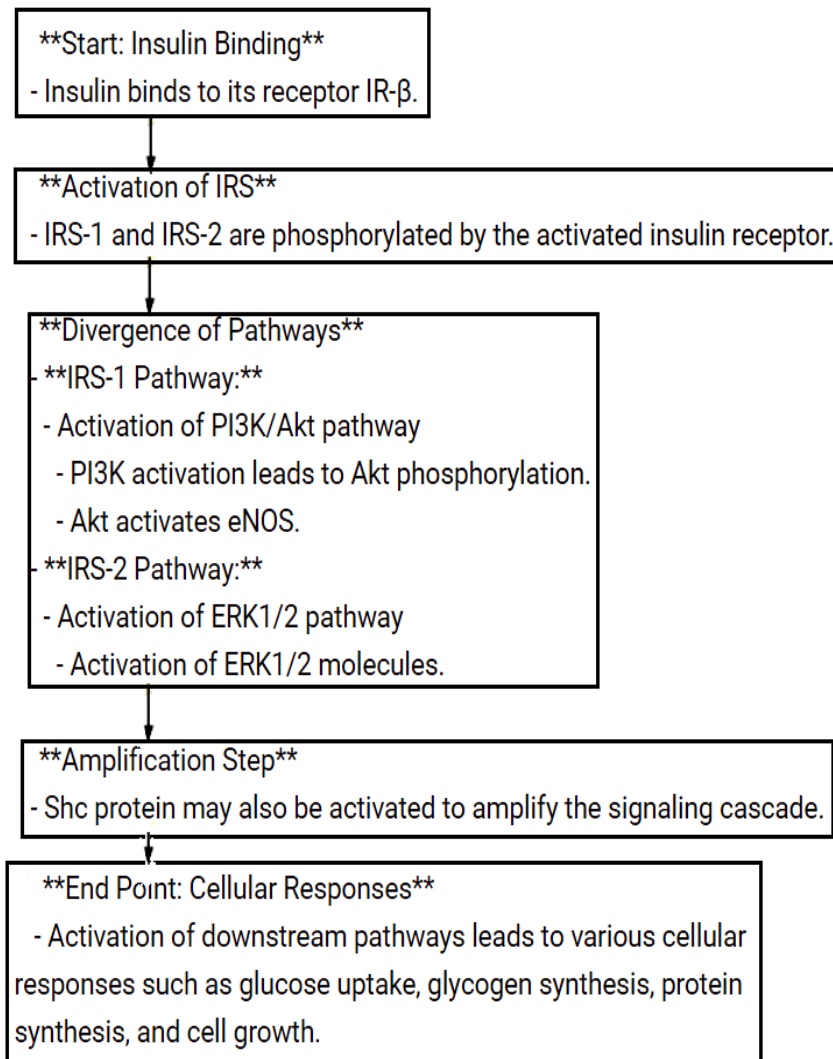 **Start: Insulin Binding**
- Insulin binds to its receptor IR-β.
**Activation of IRS**
- IRS-1 and IRS-2 are phosphorylated by the activated insulin receptor.
**Divergence of Pathways**
- **IRS-1 Pathway:**
- Activation of PI3K/Akt pathway
- PI3K activation leads to Akt phosphorylation.
- Akt activates eNOS.
- **IRS-2 Pathway:**
- Activation of ERK1/2 pathway
- Activation of ERK1/2 molecules.
**Amplification Step**
- Shc protein may also be activated to amplify the signaling cascade.
**End Point: Cellular Responses**
- Activation of downstream pathways leads to various cellular
responses such as glucose uptake, glycogen synthesis, protein
synthesis, and cell growth.